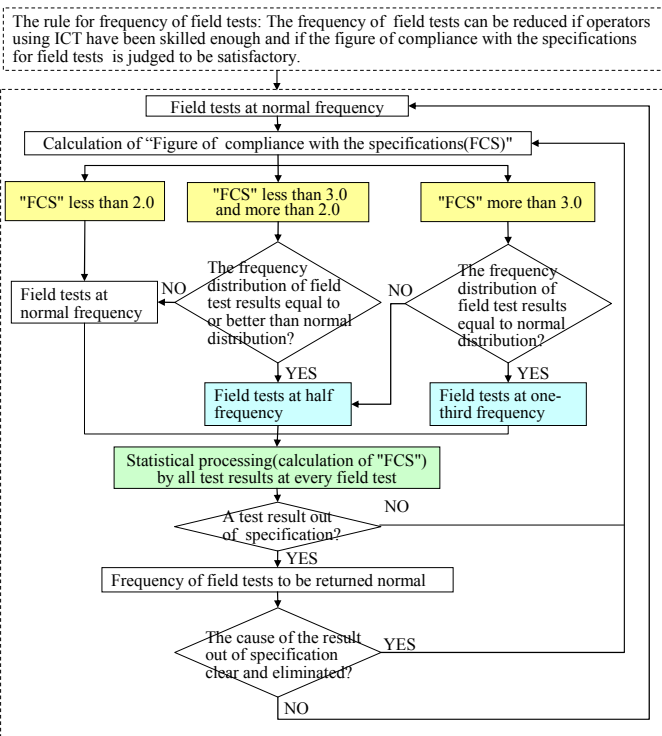 The rule for frequency of field tests: The frequency of field tests can be reduced if operators
using ICT have been skilled enough and if the figure of compliance with the specifications
for field tests is judged to be satisfactory.
Field tests at normal frequency
Calculation of “Figure of compliance with the specifications(FCS)"
"FCS" less than 2.0
"FCS" less than 3.0
and more than 2.0
"FCS" more than 3.0
Field tests at
normal frequency
NO
The frequency
distribution of field
test results equal to
or better than normal
distribution?
NO
The frequency
distribution of
field test results
equal to normal
distribution?
YES
YES
Field tests at half
frequency
Field tests at one-
third frequency
Statistical processing(calculation of "FCS")
by all test results at every field test
A test result out
of specification?
NO
YES
Frequency of field tests to be returned normal
The cause of the result
out of specification
clear and eliminated?
YES
NO